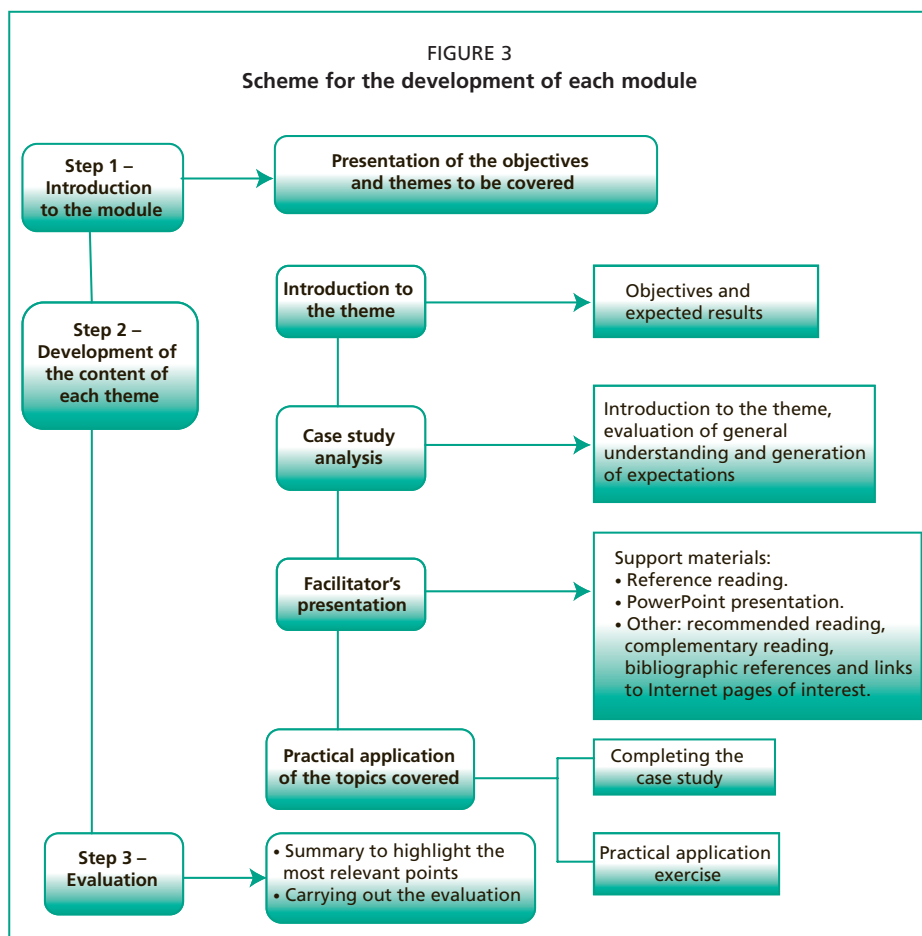 FIGURE 3
Scheme for the development of each module
Step 1 –
Introduction
to the module
Presentation of the objectives
and themes to be covered
Step 2 –
Development of
the content of
each theme
Introduction to
the theme
Objectives and
expected results
Case study
analysis
Introduction to the theme,
evaluation of general
understanding and generation
of expectations
Facilitator's
presentation
Support materials:
• Reference reading.
• PowerPoint presentation.
• Other: recommended reading,
complementary reading,
bibliographic references and links
to Internet pages of interest.
Practical application
of the topics covered
Completing the
case study
Practical application
exercise
Step 3 –
Evaluation
• Summary to highlight the
most relevant points
• Carrying out the evaluation